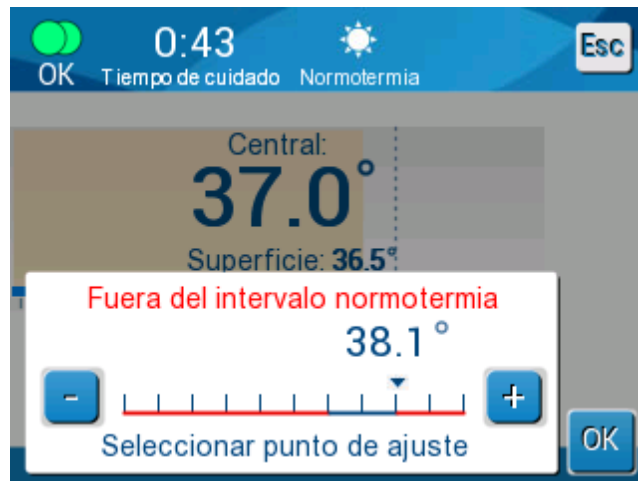 0:43
OK Tiempo de cuidado Normotermia
Esc
Central:
37.0°
Superficie: 36.5°
Fuera del intervalo normotermia
38.1°
- +
Seleccionar punto de ajuste
OK